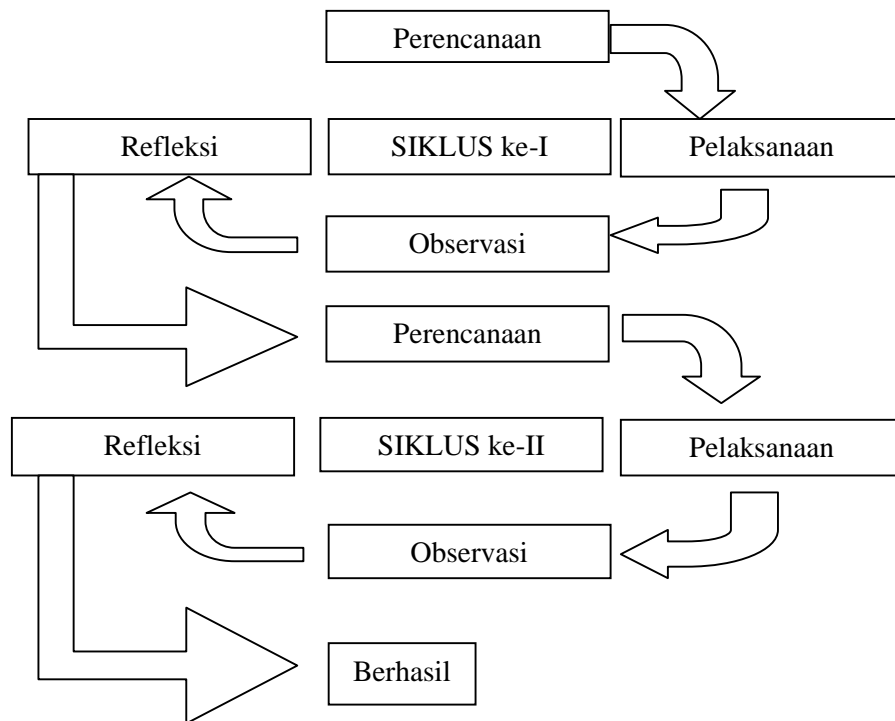 Perencanaan
Refleksi
SIKLUS ke-I
Pelaksanaan
Observasi
Perencanaan
Refleksi
SIKLUS ke-II
Pelaksanaan
Observasi
Berhasil